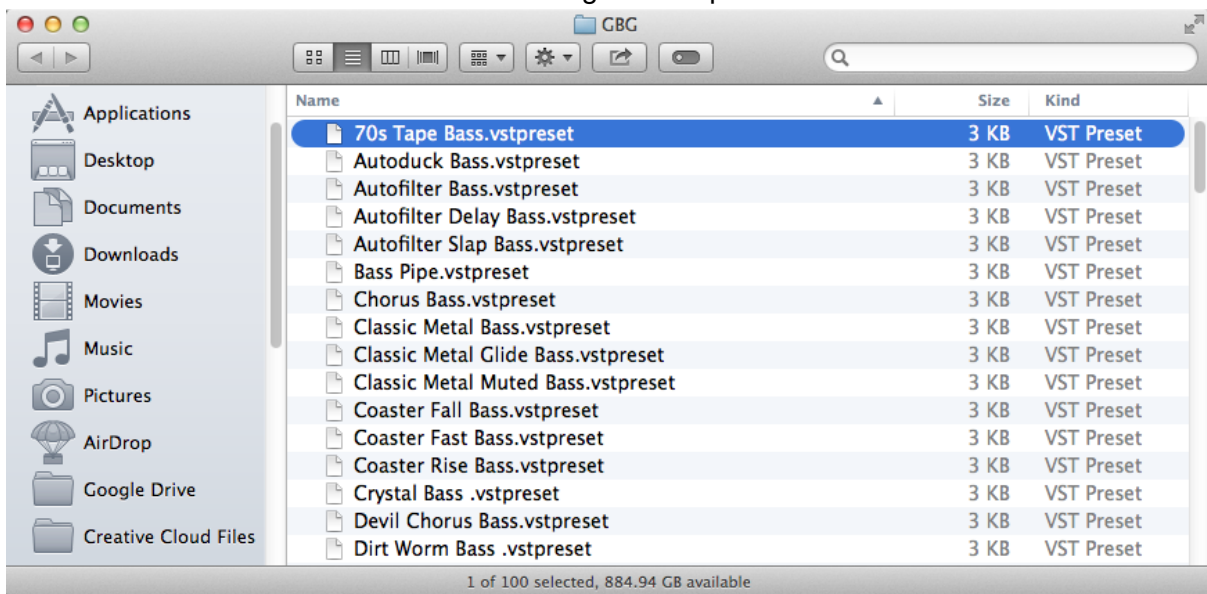 GBG
Name Size Kind
Applications
Desktop
Documents
Downloads
Movies
Music
Pictures
AirDrop
Google Drive
Creative Cloud Files
70s Tape Bass.vstpreset 3 KB VST Preset
Autoduck Bass.vstpreset 3 KB VST Preset
Autofilter Bass.vstpreset 3 KB VST Preset
Autofilter Delay Bass.vstpreset 3 KB VST Preset
Autofilter Slap Bass.vstpreset 3 KB VST Preset
Bass Pipe.vstpreset 3 KB VST Preset
Chorus Bass.vstpreset 3 KB VST Preset
Classic Metal Bass.vstpreset 3 KB VST Preset
Classic Metal Glide Bass.vstpreset 3 KB VST Preset
Classic Metal Muted Bass.vstpreset 3 KB VST Preset
Coaster Fall Bass.vstpreset 3 KB VST Preset
Coaster Fast Bass.vstpreset 3 KB VST Preset
Coaster Rise Bass.vstpreset 3 KB VST Preset
Crystal Bass .vstpreset 3 KB VST Preset
Devil Chorus Bass.vstpreset 3 KB VST Preset
Dirt Worm Bass .vstpreset 3 KB VST Preset
1 of 100 selected, 884.94 GB available